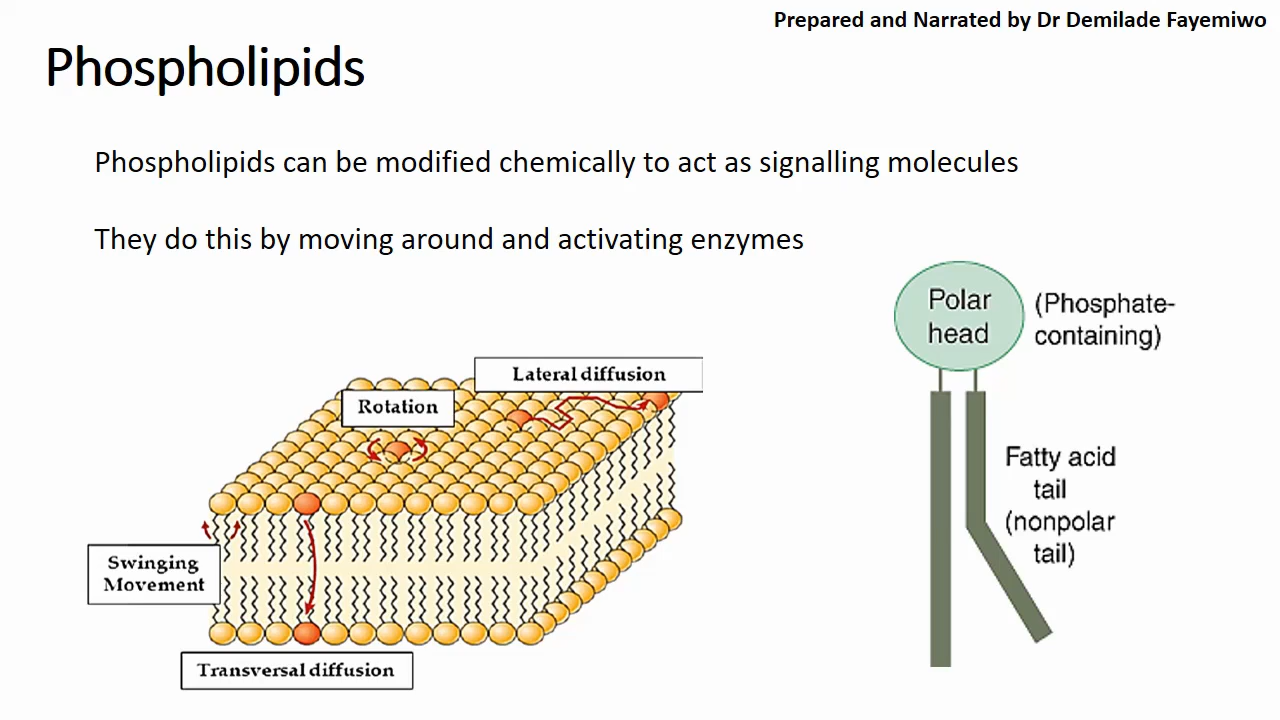 Prepared and Narrated by Dr Demilade Fayemiwo
Phospholipids
Phospholipids can be modified chemically to act as signalling molecules
They do this by moving around and activating enzymes
Polar
head
(Phosphate-
containing)
Lateral diffusion
Rotation
Fatty acid
tail
(nonpolar
tail)
Swinging
Movement
Transversal diffusion